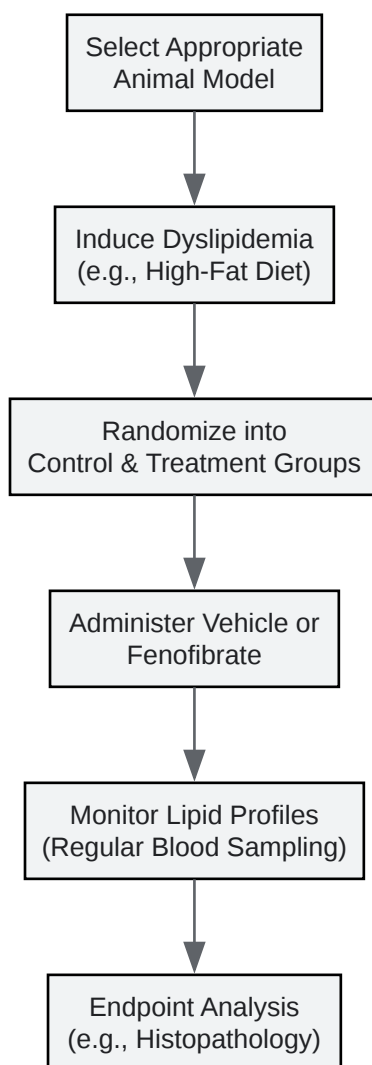 Select Appropriate
Animal Model
Induce Dyslipidemia
(e.g., High-Fat Diet)
Randomize into
Control & Treatment Groups
Administer Vehicle or
Fenofibrate
Monitor Lipid Profiles
(Regular Blood Sampling)
Endpoint Analysis
(e.g., Histopathology)